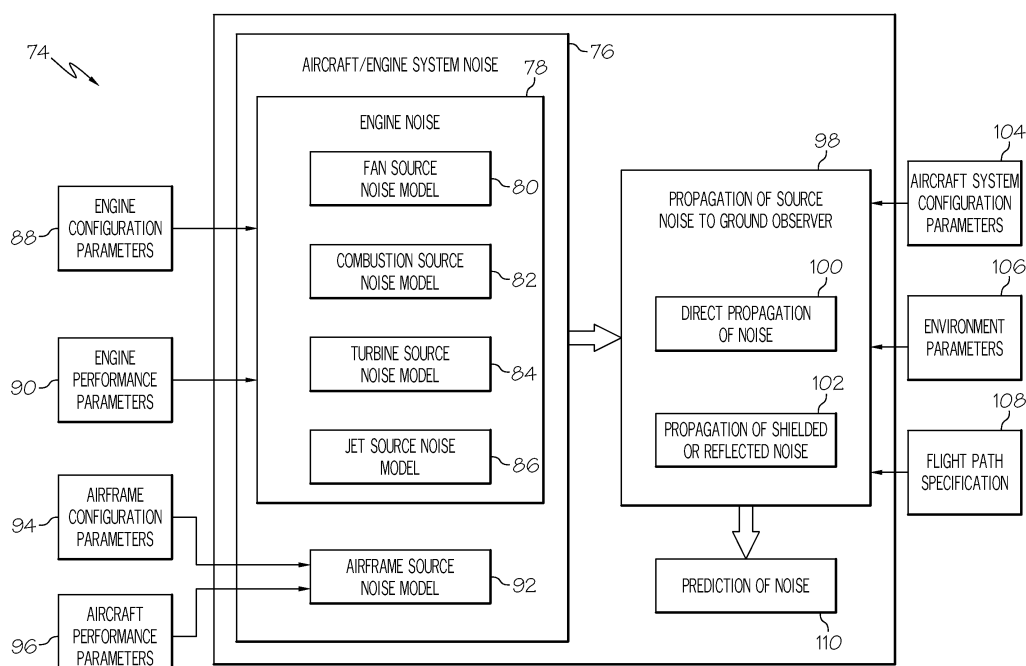 74
76
AIRCRAFT/ENGINE SYSTEM NOISE
78
ENGINE NOISE
FAN SOURCE
NOISE MODEL
80
COMBUSTION SOURCE
NOISE MODEL
82
TURBINE SOURCE
NOISE MODEL
84
JET SOURCE NOISE
MODEL
86
ENGINE
CONFIGURATION
PARAMETERS
88
ENGINE
PERFORMANCE
PARAMETERS
90
AIRFRAME
CONFIGURATION
PARAMETERS
94
AIRCRAFT
PERFORMANCE
PARAMETERS
96
AIRFRAME SOURCE
NOISE MODEL
92
98
PROPAGATION OF SOURCE
NOISE TO GROUND OBSERVER
100
DIRECT PROPAGATION
OF NOISE
102
PROPAGATION OF SHIELDED
OR REFLECTED NOISE
PREDICTION OF NOISE
110
104
AIRCRAFT SYSTEM
CONFIGURATION
PARAMETERS
106
ENVIRONMENT
PARAMETERS
108
FLIGHT PATH
SPECIFICATION